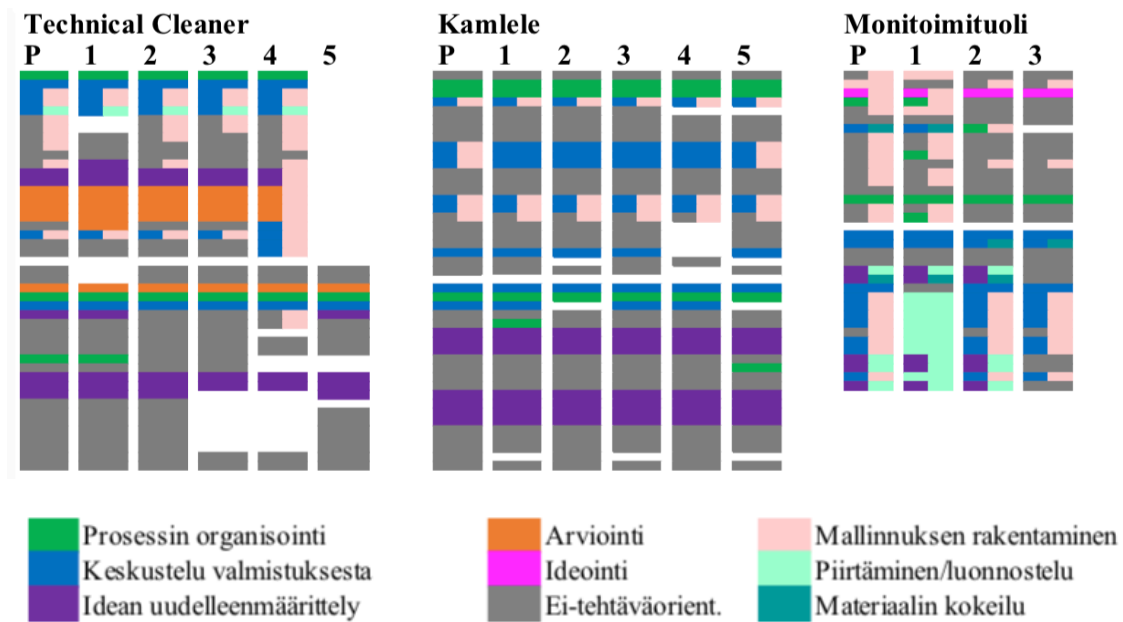 Technical Cleaner
P 1 2 3 4 5
Kamlele
P 1 2 3 4 5
Monitoimituoli
P 1 2 3
Prosessin organisointi
Keskustelu valmistuksesta
Idean uudelleenmäärittely
Arviointi
Ideointi
Ei-tehtäväorient.
Mallinnuksen rakentaminen
Piirtäminen/luonnostelu
Materiaalin kokeilu